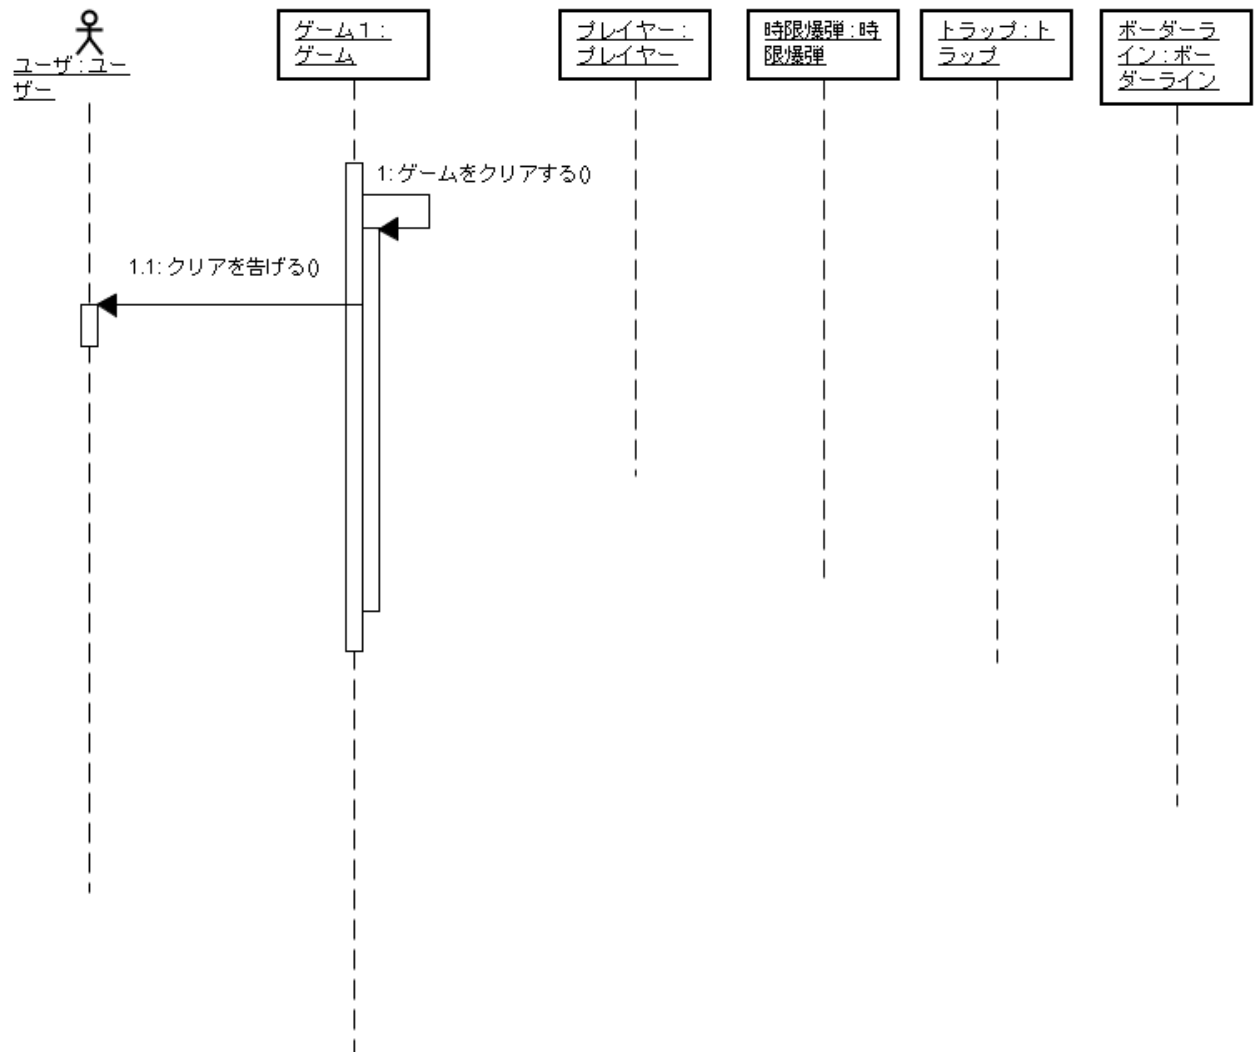 ユーザ:ユー
ザー
ゲーム1:
ゲーム
プレイヤー:
プレイヤー
時限爆弾:時
限爆弾
トラップ:ト
ラップ
ボーダーラ
イン:ボー
ダーライン
1:ゲームをクリアする()
1.1:クリアを告げる()